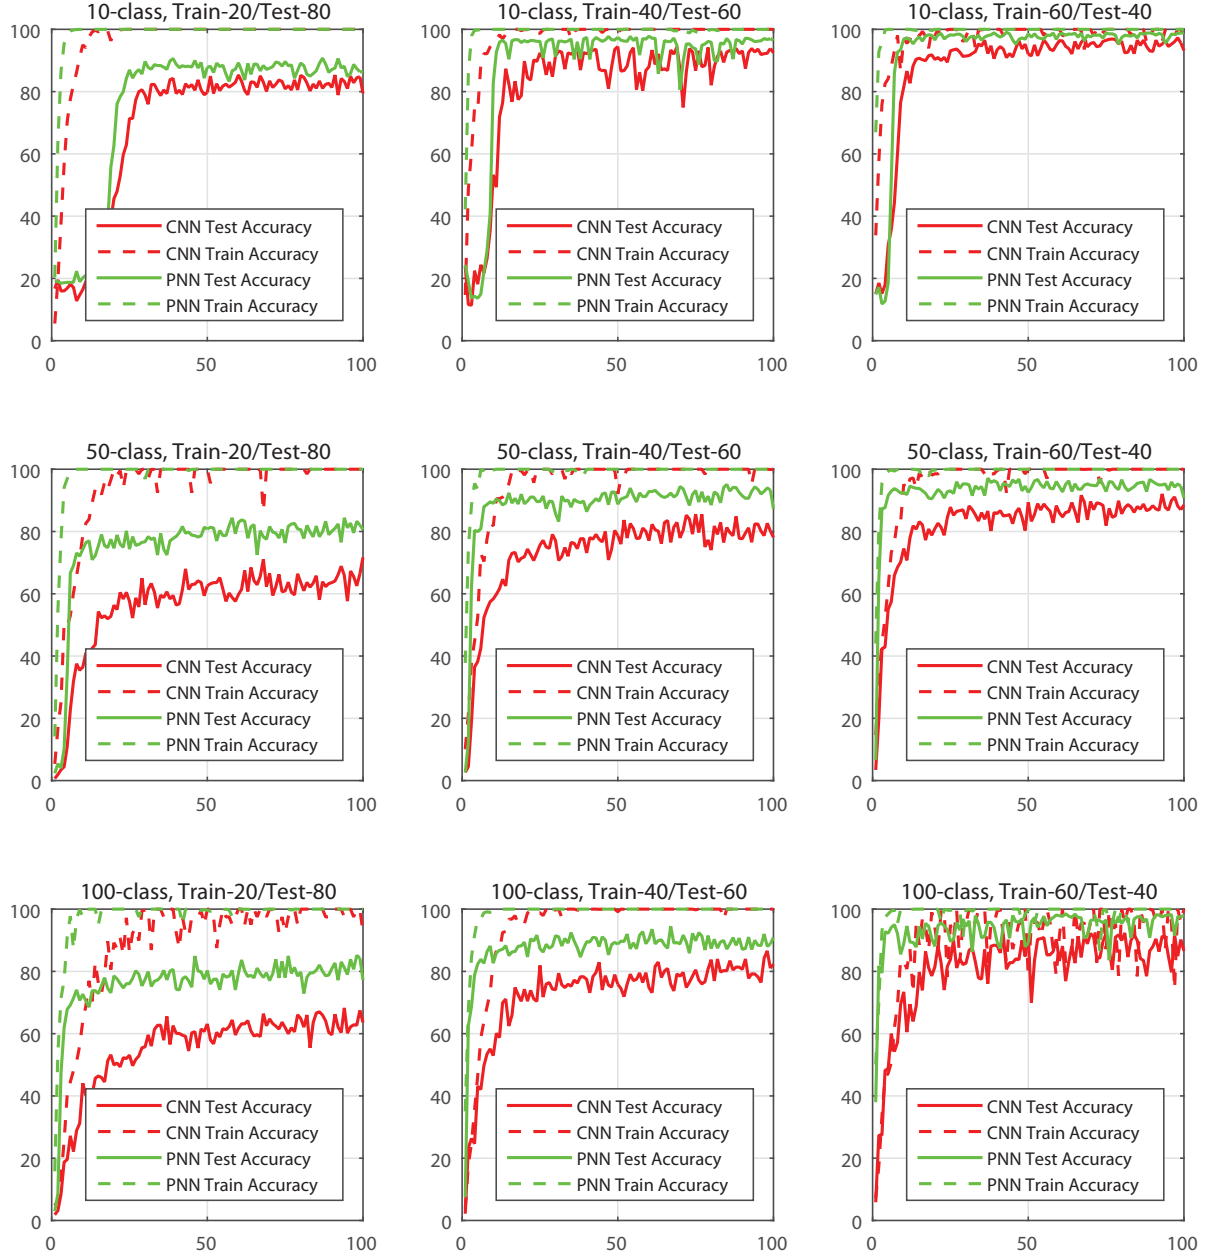 10-class, Train-20/Test-80
100
80
60
40
20
0
0 50 100
CNN Test Accuracy
CNN Train Accuracy
PNN Test Accuracy
PNN Train Accuracy
10-class, Train-40/Test-60
100
80
60
40
20
0
0 50 100
CNN Test Accuracy
CNN Train Accuracy
PNN Test Accuracy
PNN Train Accuracy
10-class, Train-60/Test-40
100
80
60
40
20
0
0 50 100
CNN Test Accuracy
CNN Train Accuracy
PNN Test Accuracy
PNN Train Accuracy
50-class, Train-20/Test-80
100
80
60
40
20
0
0 50 100
CNN Test Accuracy
CNN Train Accuracy
PNN Test Accuracy
PNN Train Accuracy
50-class, Train-40/Test-60
100
80
60
40
20
0
0 50 100
CNN Test Accuracy
CNN Train Accuracy
PNN Test Accuracy
PNN Train Accuracy
50-class, Train-60/Test-40
100
80
60
40
20
0
0 50 100
CNN Test Accuracy
CNN Train Accuracy
PNN Test Accuracy
PNN Train Accuracy
100-class, Train-20/Test-80
100
80
60
40
20
0
0 50 100
CNN Test Accuracy
CNN Train Accuracy
PNN Test Accuracy
PNN Train Accuracy
100-class, Train-40/Test-60
100
80
60
40
20
0
0 50 100
CNN Test Accuracy
CNN Train Accuracy
PNN Test Accuracy
PNN Train Accuracy
100-class, Train-60/Test-40
100
80
60
40
20
0
0 50 100
CNN Test Accuracy
CNN Train Accuracy
PNN Test Accuracy
PNN Train Accuracy